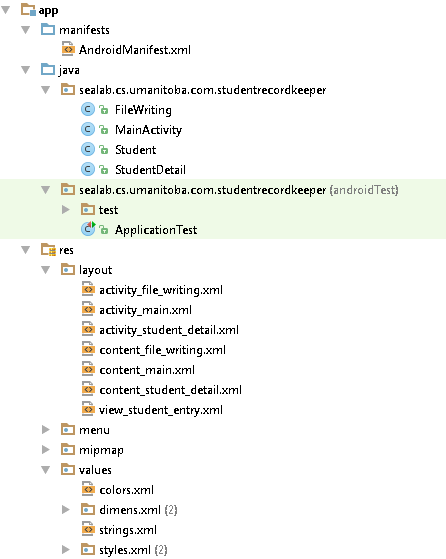 app
manifests
AndroidManifest.xml
java
sealab.cs.umanitoba.com.studentrecordkeeper
FileWriting
MainActivity
Student
StudentDetail
sealab.cs.umanitoba.com.studentrecordkeeper (androidTest)
test
ApplicationTest
res
layout
activity_file_writing.xml
activity_main.xml
activity_student_detail.xml
content_file_writing.xml
content_main.xml
content_student_detail.xml
view_student_entry.xml
menu
mipmap
values
colors.xml
dimens.xml (2)
strings.xml
styles.xml (2)